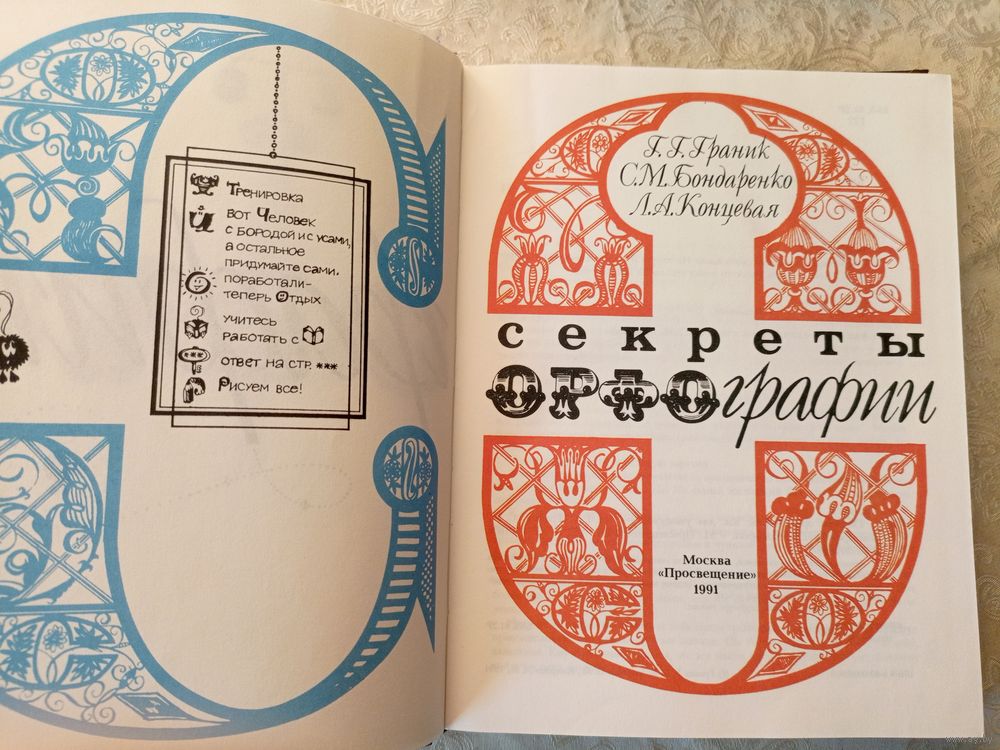 Тренировка
вот Человек
с бородой и с усами,
а остальное
придумайте сами.
поработали-
теперь Отдых
учитесь
работать с
ответ на стр. ***
Рисуем все!
Г. Г. Граник
С. М. Бондаренко
Л. А. Концевая
секреты
ОРФОграфии
Москва
«Просвещение»
1991